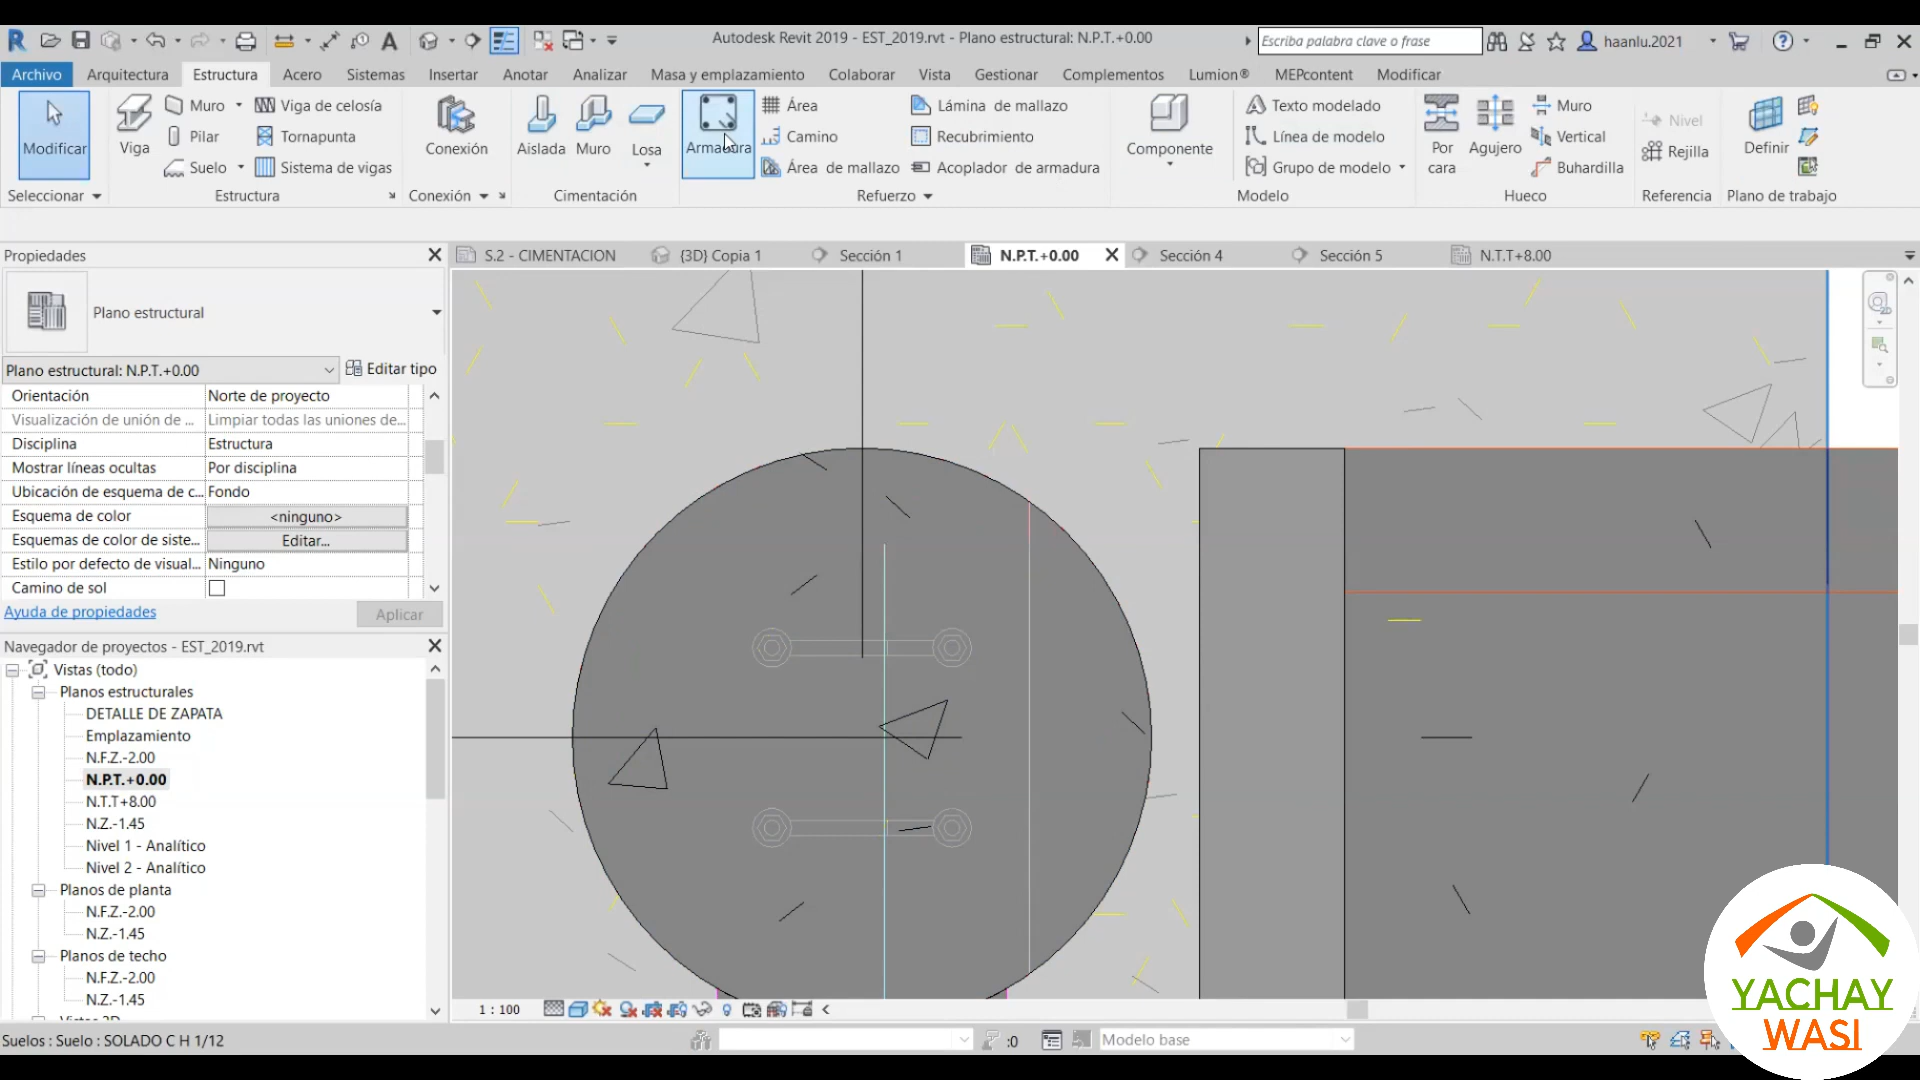 Autodesk Revit 2019 - EST_2019.rvt - Plano estructural: N.P.T.+0.00
Escriba palabra clave o frase
haanlu.2021
Archivo Arquitectura Estructura Acero Sistemas Insertar Anotar Analizar Masa y emplazamiento Colaborar Vista Gestionar Complementos Lumion® MEPcontent Modificar
Modificar
Viga
Muro
Pilar
Suelo
Viga de celosía
Tornapunta
Sistema de vigas
Conexión
Aislada
Muro
Losa
Armadura
Área
Camino
Área de mallazo
Lámina de mallazo
Recubrimiento
Acoplador de armadura
Componente
Texto modelado
Línea de modelo
Grupo de modelo
Por cara
Agujero
Muro
Vertical
Buhardilla
Nivel
Rejilla
Definir
Seleccionar Estructura Conexión Cimentación Refuerzo Modelo Hueco Referencia Plano de trabajo
Propiedades
S.2 - CIMENTACION {3D} Copia 1 Sección 1 N.P.T.+0.00 Sección 4 Sección 5 N.T.T+8.00
Plano estructural
Plano estructural: N.P.T.+0.00 Editar tipo
Orientación Norte de proyecto
Visualización de unión de ... Limpiar todas las uniones de...
Disciplina Estructura
Mostrar líneas ocultas Por disciplina
Ubicación de esquema de c... Fondo
Esquema de color <ninguno>
Esquemas de color de siste... Editar...
Estilo por defecto de visual... Ninguno
Camino de sol
Ayuda de propiedades Aplicar
Navegador de proyectos - EST_2019.rvt
Vistas (todo)
Planos estructurales
DETALLE DE ZAPATA
Emplazamiento
N.F.Z.-2.00
N.P.T.+0.00
N.T.T+8.00
N.Z.-1.45
Nivel 1 - Analítico
Nivel 2 - Analítico
Planos de planta
N.F.Z.-2.00
N.Z.-1.45
Planos de techo
N.F.Z.-2.00
N.Z.-1.45
1 : 100
Suelos : Suelo : SOLADO C H 1/12
:0
Modelo base
YACHAY
WASI